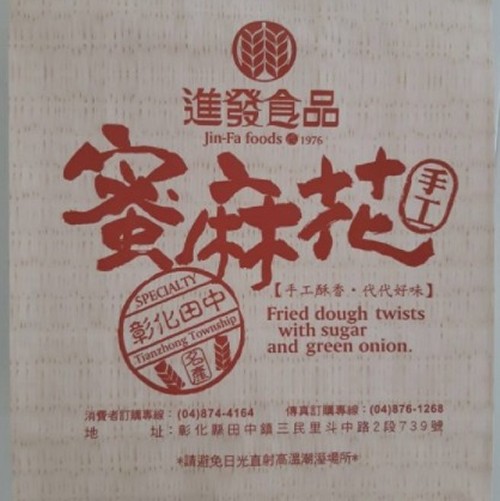 進發食品
Jin-Fa foods 1976
蜜麻花
手工
【手工酥香・代代好味】
Fried dough twists
with sugar
and green onion.
SPECIALTY
彰化田中
Tianzhong Township
名產
消費者訂購專線：(04)874-4164 傳真訂購專線：(04)876-1268
地 址：彰化縣田中鎮三民里斗中路2段739號
*請避免日光直射高溫潮溼場所*